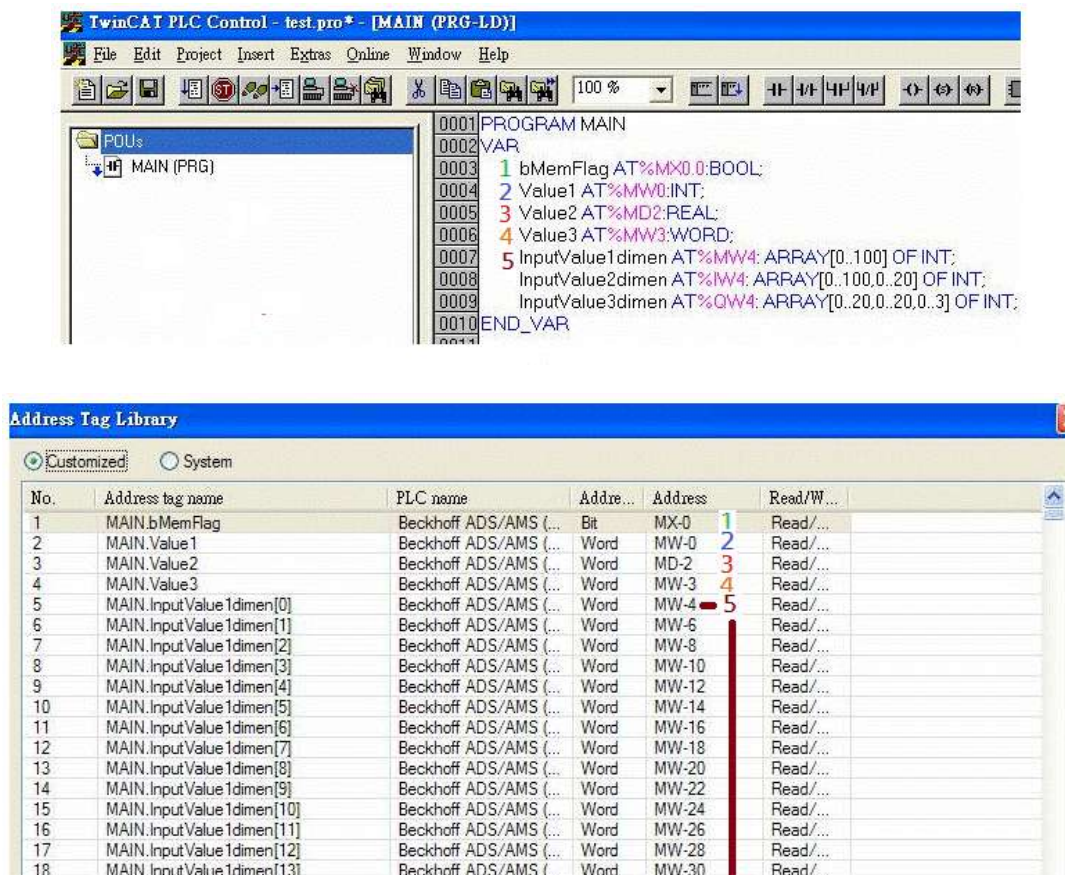 TwinCAT PLC Control - test.pro* - [MAIN (PRG-LD)]
File Edit Project Insert Extras Online Window Help
100 %
POUs
MAIN (PRG)
0001 PROGRAM MAIN
0002 VAR
0003 1 bMemFlag AT%MX0.0:BOOL;
0004 2 Value1 AT%MW0:INT;
0005 3 Value2 AT%MD2:REAL;
0006 4 Value3 AT%MW3:WORD;
0007 5 InputValue1dimen AT%MW4: ARRAY[0..100] OF INT;
0008 InputValue2dimen AT%IW4: ARRAY[0..100,0..20] OF INT;
0009 InputValue3dimen AT%QW4: ARRAY[0..20,0..20,0..3] OF INT;
0010 END_VAR
Address Tag Library
Customized System
No. Address tag name PLC name Addre... Address Read/W...
1 MAIN.bMemFlag Beckhoff ADS/AMS (... Bit MX-0 1 Read/...
2 MAIN.Value1 Beckhoff ADS/AMS (... Word MW-0 2 Read/...
3 MAIN.Value2 Beckhoff ADS/AMS (... Word MD-2 3 Read/...
4 MAIN.Value3 Beckhoff ADS/AMS (... Word MW-3 4 Read/...
5 MAIN.InputValue1dimen[0] Beckhoff ADS/AMS (... Word MW-4 5 Read/...
6 MAIN.InputValue1dimen[1] Beckhoff ADS/AMS (... Word MW-6 Read/...
7 MAIN.InputValue1dimen[2] Beckhoff ADS/AMS (... Word MW-8 Read/...
8 MAIN.InputValue1dimen[3] Beckhoff ADS/AMS (... Word MW-10 Read/...
9 MAIN.InputValue1dimen[4] Beckhoff ADS/AMS (... Word MW-12 Read/...
10 MAIN.InputValue1dimen[5] Beckhoff ADS/AMS (... Word MW-14 Read/...
11 MAIN.InputValue1dimen[6] Beckhoff ADS/AMS (... Word MW-16 Read/...
12 MAIN.InputValue1dimen[7] Beckhoff ADS/AMS (... Word MW-18 Read/...
13 MAIN.InputValue1dimen[8] Beckhoff ADS/AMS (... Word MW-20 Read/...
14 MAIN.InputValue1dimen[9] Beckhoff ADS/AMS (... Word MW-22 Read/...
15 MAIN.InputValue1dimen[10] Beckhoff ADS/AMS (... Word MW-24 Read/...
16 MAIN.InputValue1dimen[11] Beckhoff ADS/AMS (... Word MW-26 Read/...
17 MAIN.InputValue1dimen[12] Beckhoff ADS/AMS (... Word MW-28 Read/...
18 MAIN.InputValue1dimen[13] Beckhoff ADS/AMS (... Word MW-30 Read/...